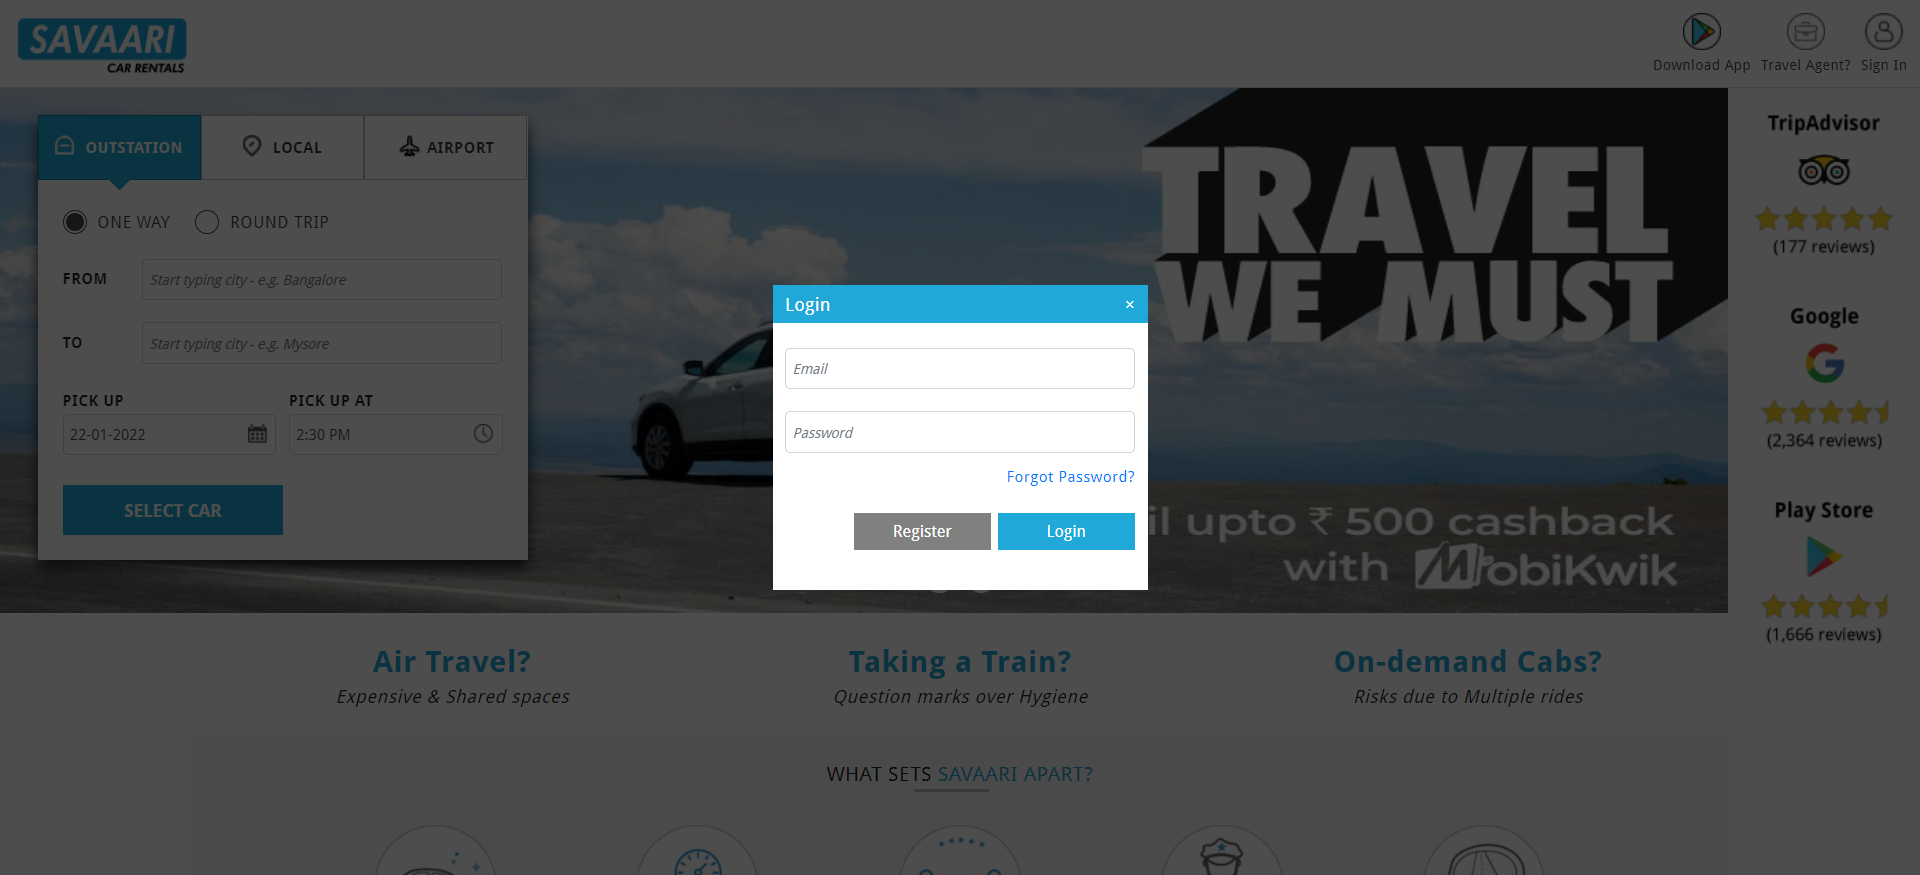 SAVAARI
CAR RENTALS
Download App
Travel Agent?
Sign In
OUTSTATION
LOCAL
AIRPORT
ONE WAY
ROUND TRIP
FROM
Start typing city - e.g. Bangalore
TO
Start typing city - e.g. Mysore
PICK UP
PICK UP AT
22-01-2022
2:30 PM
SELECT CAR
TRAVEL
WE MUST
upto ₹ 500 cashback
with MobiKwik
Login
×
Email
Password
Forgot Password?
Register
Login
TripAdvisor
(177 reviews)
Google
(2,364 reviews)
Play Store
(1,666 reviews)
Air Travel?
Expensive & Shared spaces
Taking a Train?
Question marks over Hygiene
On-demand Cabs?
Risks due to Multiple rides
WHAT SETS SAVAARI APART?